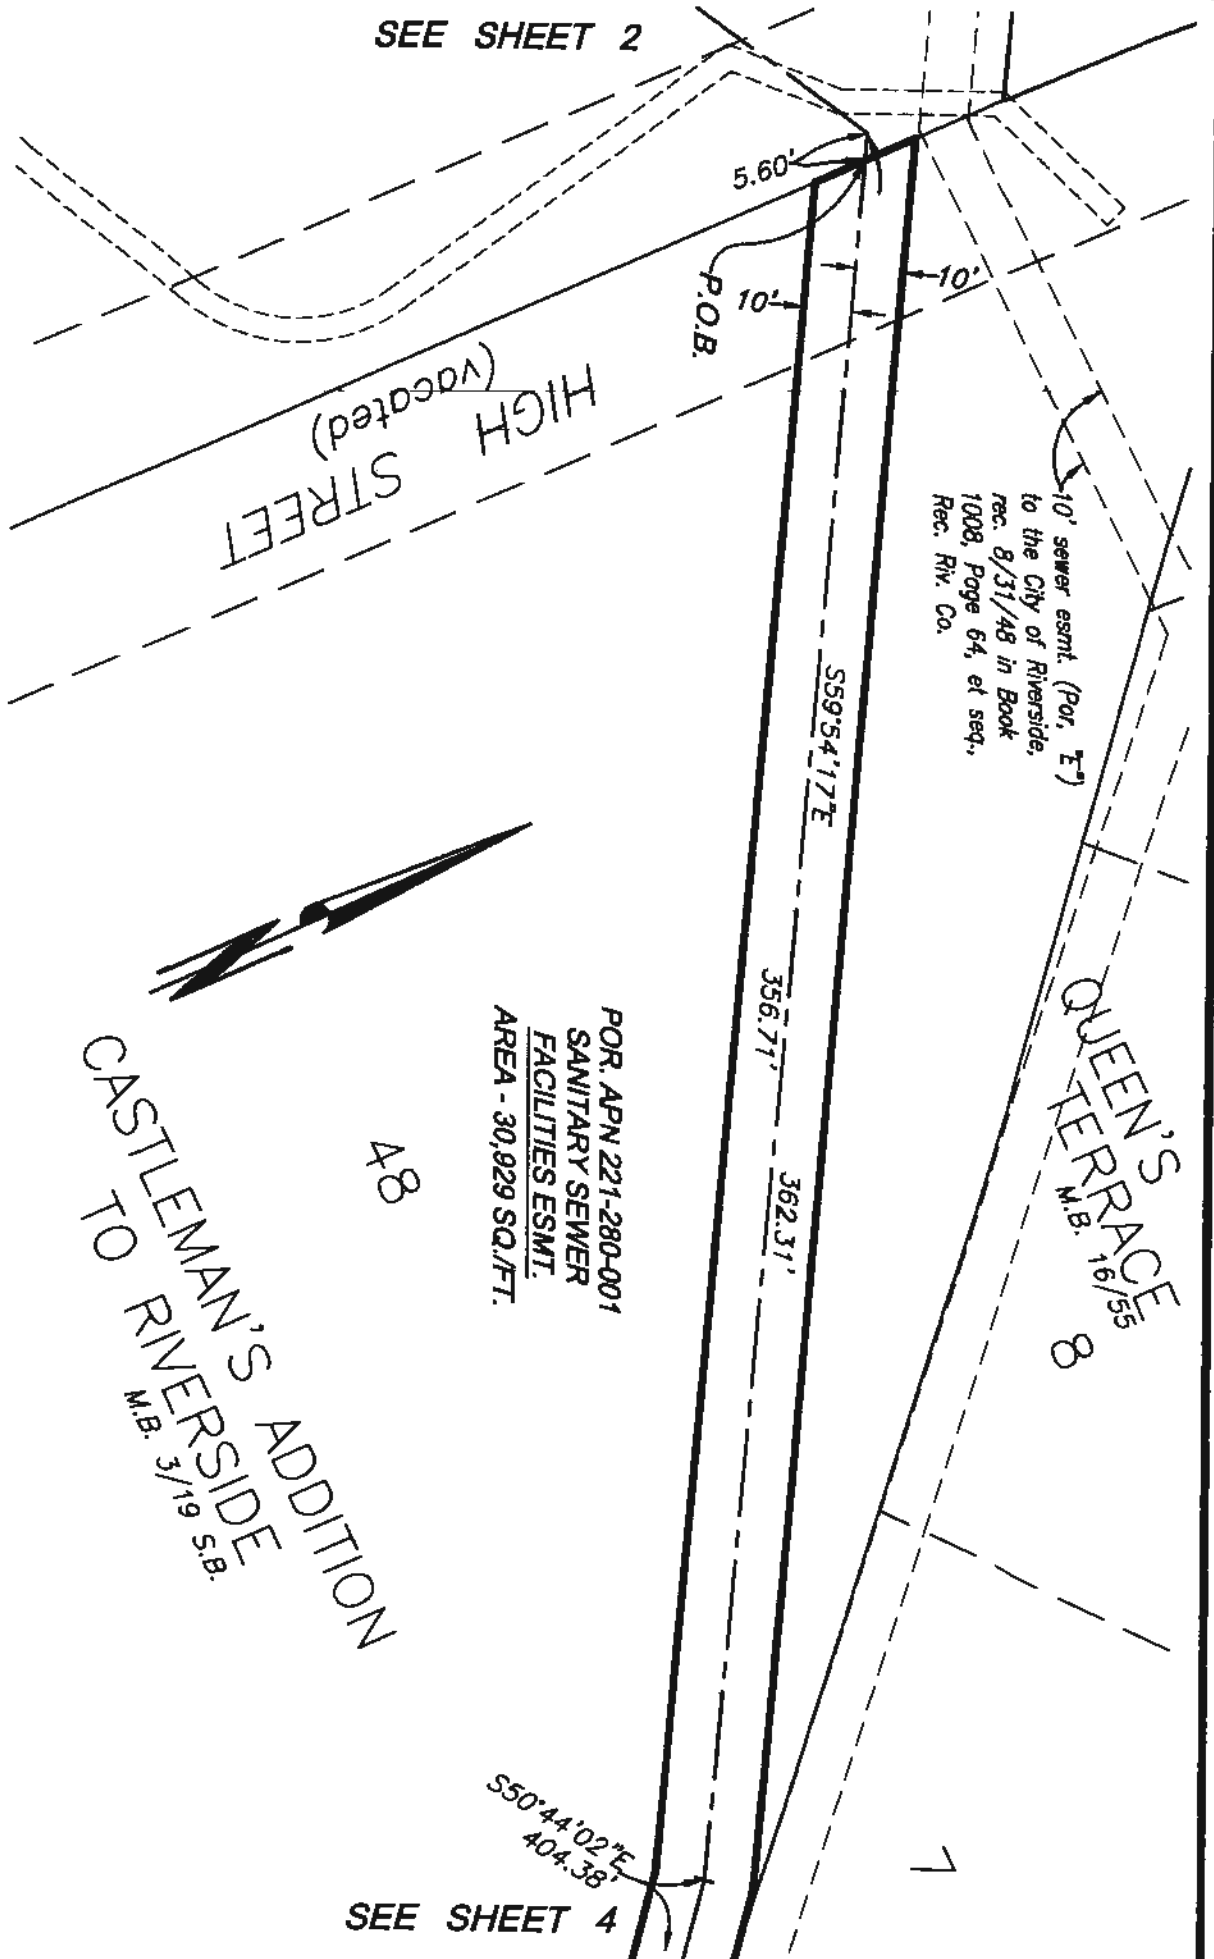 SEE SHEET 2
5.60'
P.O.B.
10'
10'
HIGH STREET
(vacated)
10' sewer esmt. (Por. "E")
to the City of Riverside,
rec. 8/31/48 in Book
1008, Page 64, et seq.,
Rec. Riv. Co.
S59°54'17"E
356.71'
362.31'
QUEEN'S
TERRACE
M.B. 16/55
8
POR. APN 221-280-001
SANITARY SEWER
FACILITIES ESMT.
AREA - 30,829 SQ./FT.
48
CASTLEMAN'S ADDITION
TO RIVERSIDE
M.B. 3/19 S.B.
7
S50°44'02"E
404.38'
SEE SHEET 4